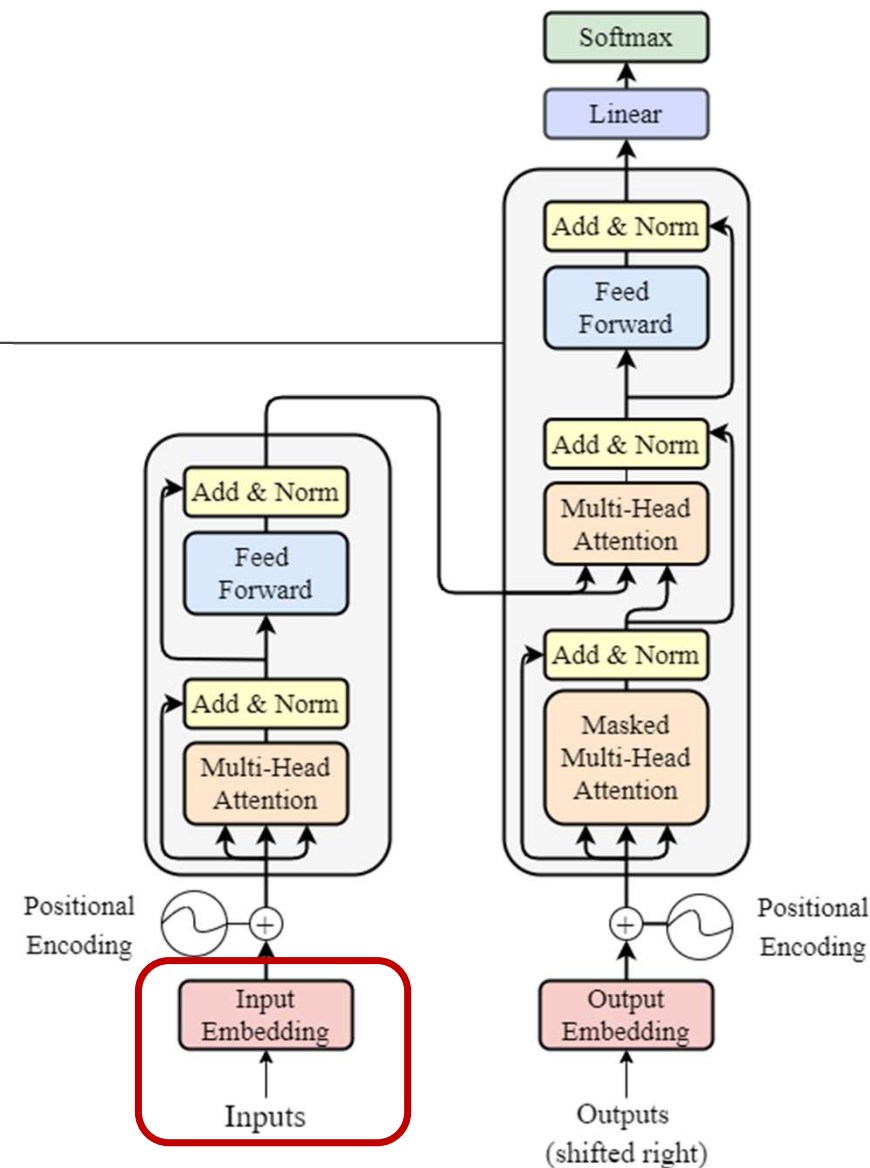 Softmax
Linear
Add & Norm
Feed
Forward
Add & Norm
Multi-Head
Attention
Add & Norm
Masked
Multi-Head
Attention
Add & Norm
Feed
Forward
Add & Norm
Multi-Head
Attention
Positional
Encoding
+
+
Positional
Encoding
Input
Embedding
Output
Embedding
Inputs
Outputs
(shifted right)